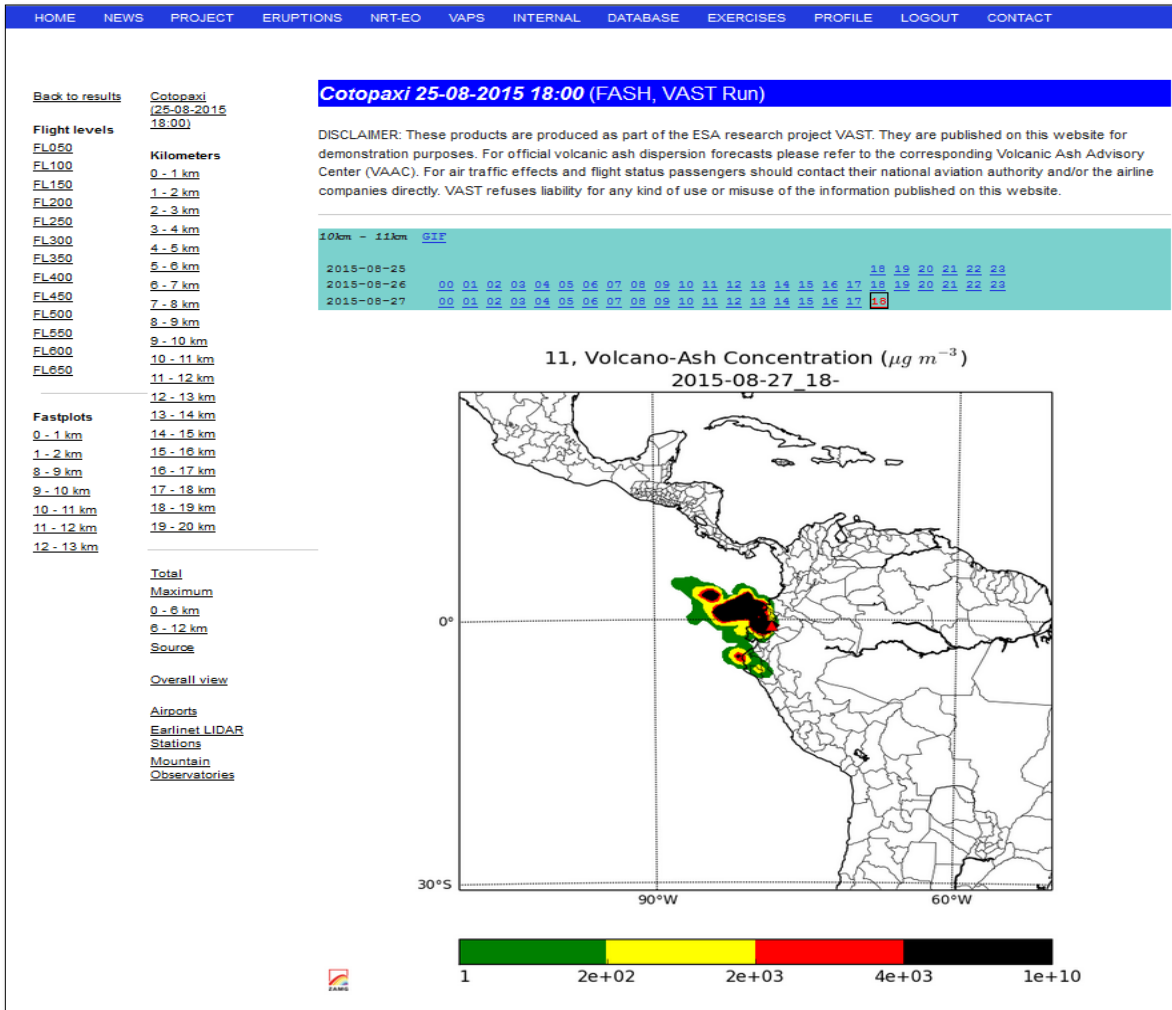 HOME NEWS PROJECT ERUPTIONS NRT-EO VAPS INTERNAL DATABASE EXERCISES PROFILE LOGOUT CONTACT
Back to results
Flight levels
FL050
FL100
FL150
FL200
FL250
FL300
FL350
FL400
FL450
FL500
FL550
FL600
FL650
Fastplots
0 - 1 km
1 - 2 km
8 - 9 km
9 - 10 km
10 - 11 km
11 - 12 km
12 - 13 km
Cotopaxi
(25-08-2015
18:00)
Kilometers
0 - 1 km
1 - 2 km
2 - 3 km
3 - 4 km
4 - 5 km
5 - 6 km
6 - 7 km
7 - 8 km
8 - 9 km
9 - 10 km
10 - 11 km
11 - 12 km
12 - 13 km
13 - 14 km
14 - 15 km
15 - 16 km
16 - 17 km
17 - 18 km
18 - 19 km
19 - 20 km
Total
Maximum
0 - 6 km
6 - 12 km
Source
Overall view
Airports
Earlinet LIDAR
Stations
Mountain
Observatories
Cotopaxi 25-08-2015 18:00 (FASH, VAST Run)
DISCLAIMER: These products are produced as part of the ESA research project VAST. They are published on this website for
demonstration purposes. For official volcanic ash dispersion forecasts please refer to the corresponding Volcanic Ash Advisory
Center (VAAC). For air traffic effects and flight status passengers should contact their national aviation authority and/or the airline
companies directly. VAST refuses liability for any kind of use or misuse of the information published on this website.
10km - 11km GIF
2015-08-25 18 19 20 21 22 23
2015-08-26 00 01 02 03 04 05 06 07 08 09 10 11 12 13 14 15 16 17 18 19 20 21 22 23
2015-08-27 00 01 02 03 04 05 06 07 08 09 10 11 12 13 14 15 16 17 18
11, Volcano-Ash Concentration (μg m⁻³)
2015-08-27_18-
0°
30°S
90°W 60°W
1 2e+02 2e+03 4e+03 1e+10
ZAMG